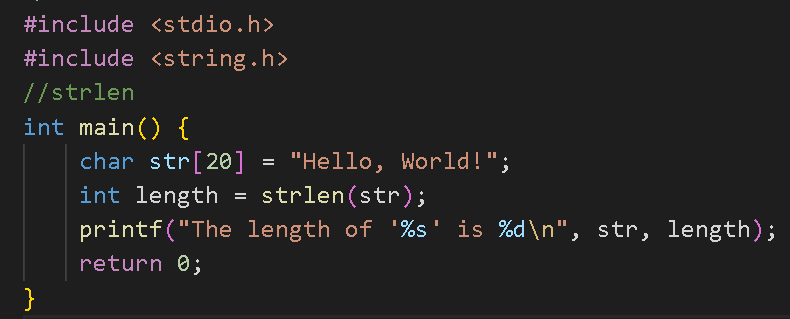 #include <stdio.h>
#include <string.h>
//strlen
int main() {
    char str[20] = "Hello, World!";
    int length = strlen(str);
    printf("The length of '%s' is %d\n", str, length);
    return 0;
}